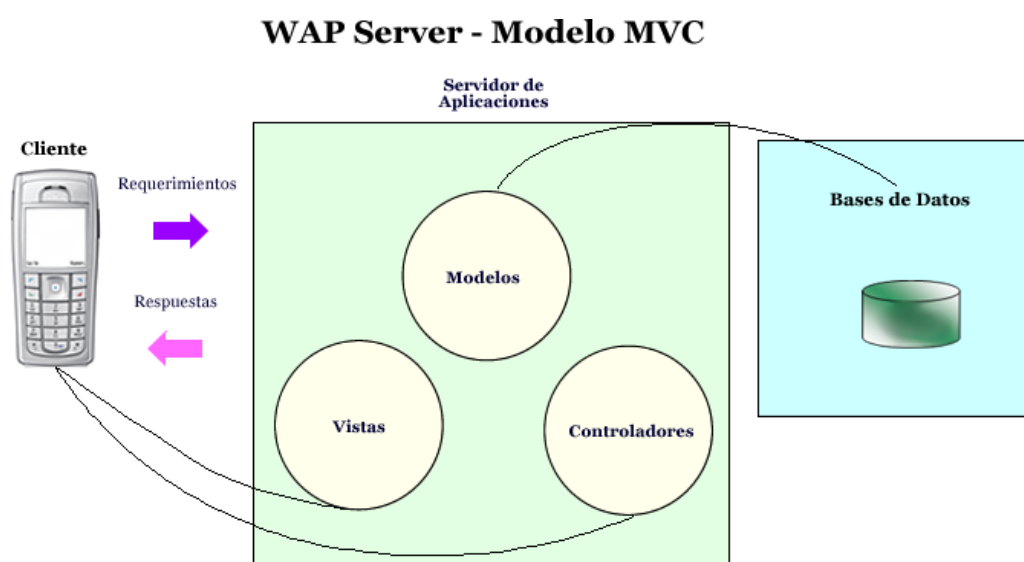 WAP Server - Modelo MVC
Servidor de
Aplicaciones
Cliente
Requerimientos
Respuestas
Modelos
Vistas
Controladores
Bases de Datos